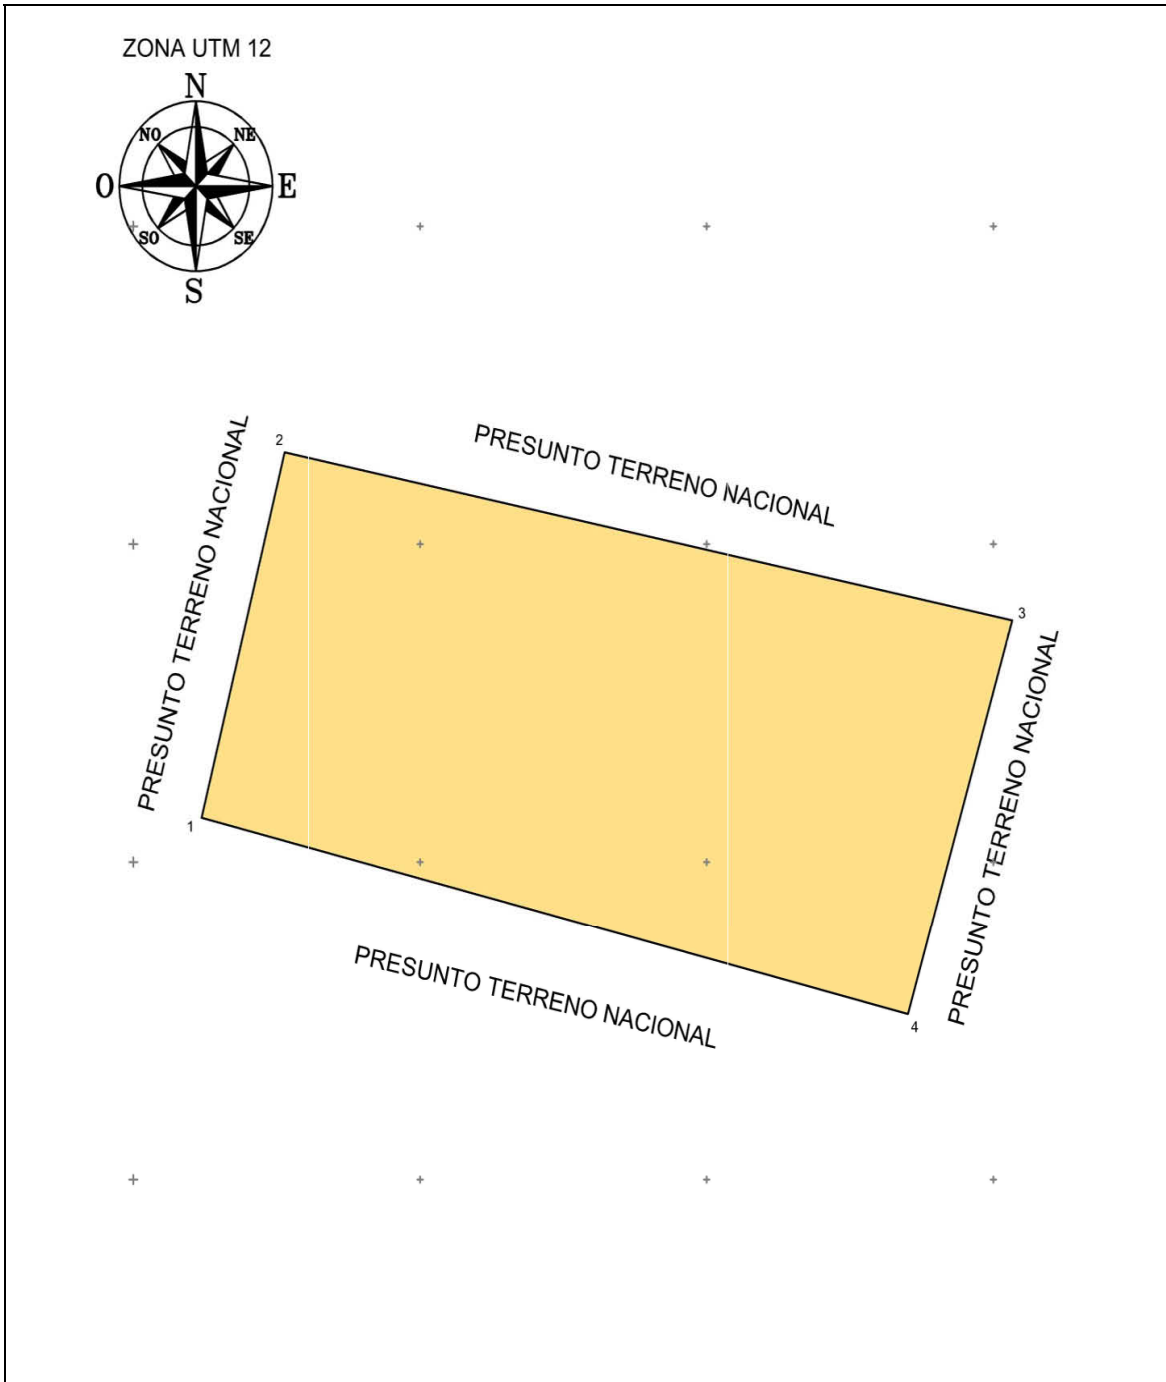 ZONA UTM 12
N
NO
NE
O
E
SO
SE
S
PRESUNTO TERRENO NACIONAL
2
PRESUNTO TERRENO NACIONAL
3
PRESUNTO TERRENO NACIONAL
1
PRESUNTO TERRENO NACIONAL
4